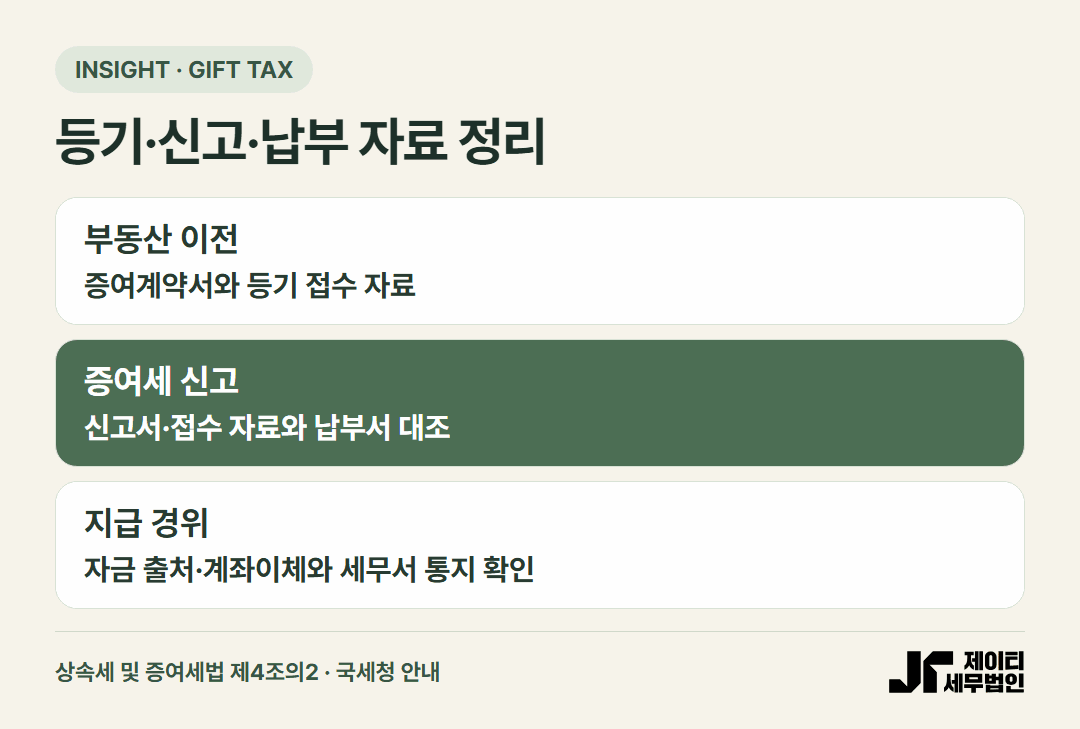 INSIGHT · GIFT TAX
등기·신고·납부 자료 정리
부동산 이전
증여계약서와 등기 접수 자료
증여세 신고
신고서·접수 자료와 납부서 대조
지급 경위
자금 출처·계좌이체와 세무서 통지 확인
상속세 및 증여세법 제4조의2 · 국세청 안내
JT 제이티
세무법인